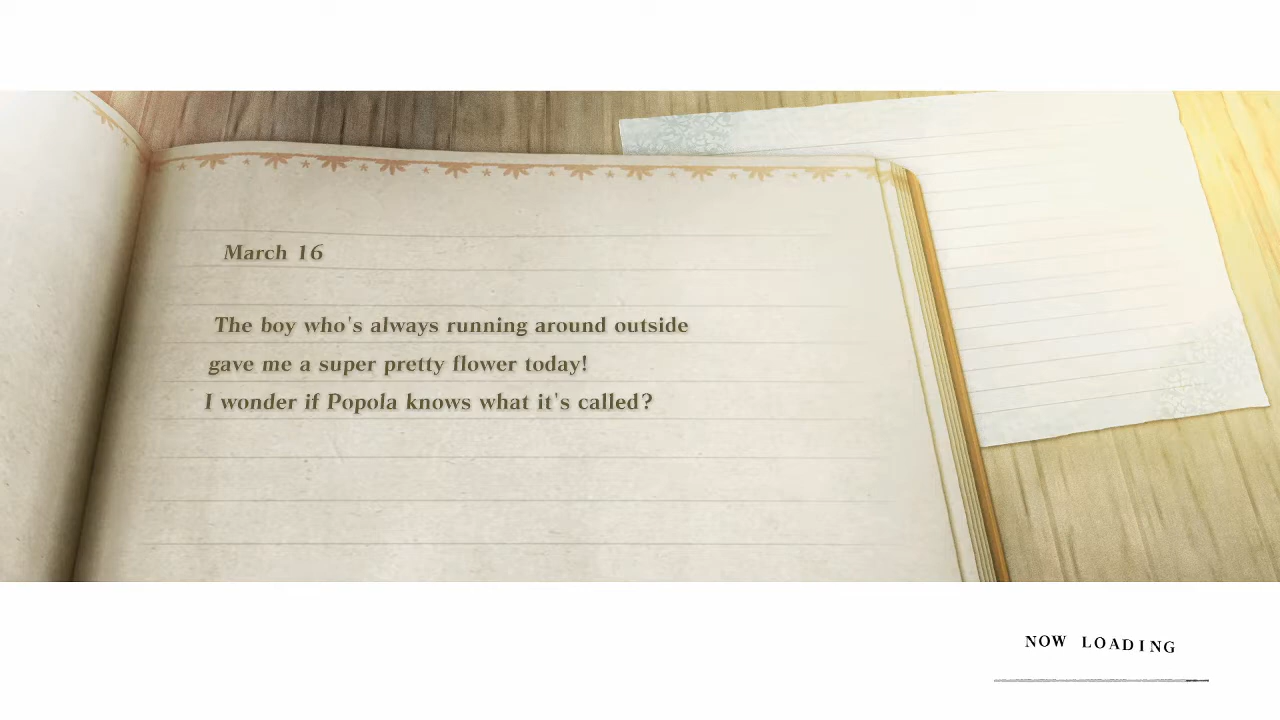 March 16
The boy who's always running around outside
gave me a super pretty flower today!
I wonder if Popola knows what it's called?
NOW LOADING